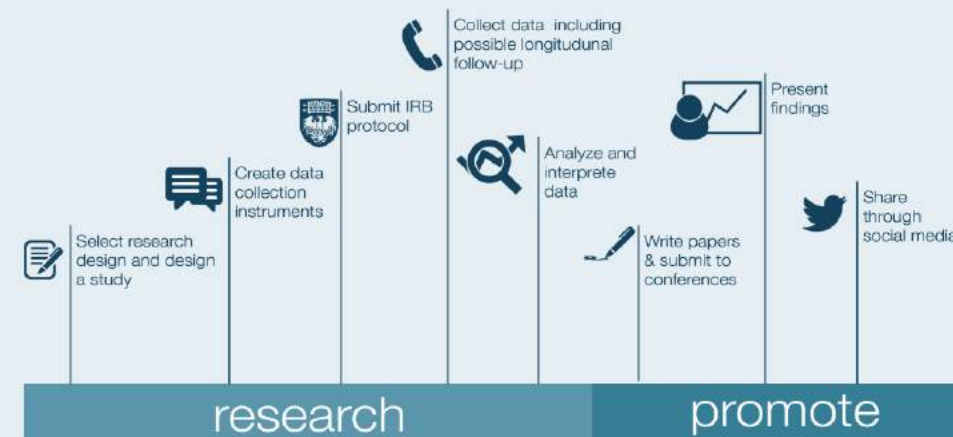 Select research
design and design
a study
Create data
collection
instruments
Submit IRB
protocol
Collect data including
possible longitudunal
follow-up
Analyze and
interprete
data
Write papers
& submit to
conferences
Present
findings
Share
through
social media
research
promote